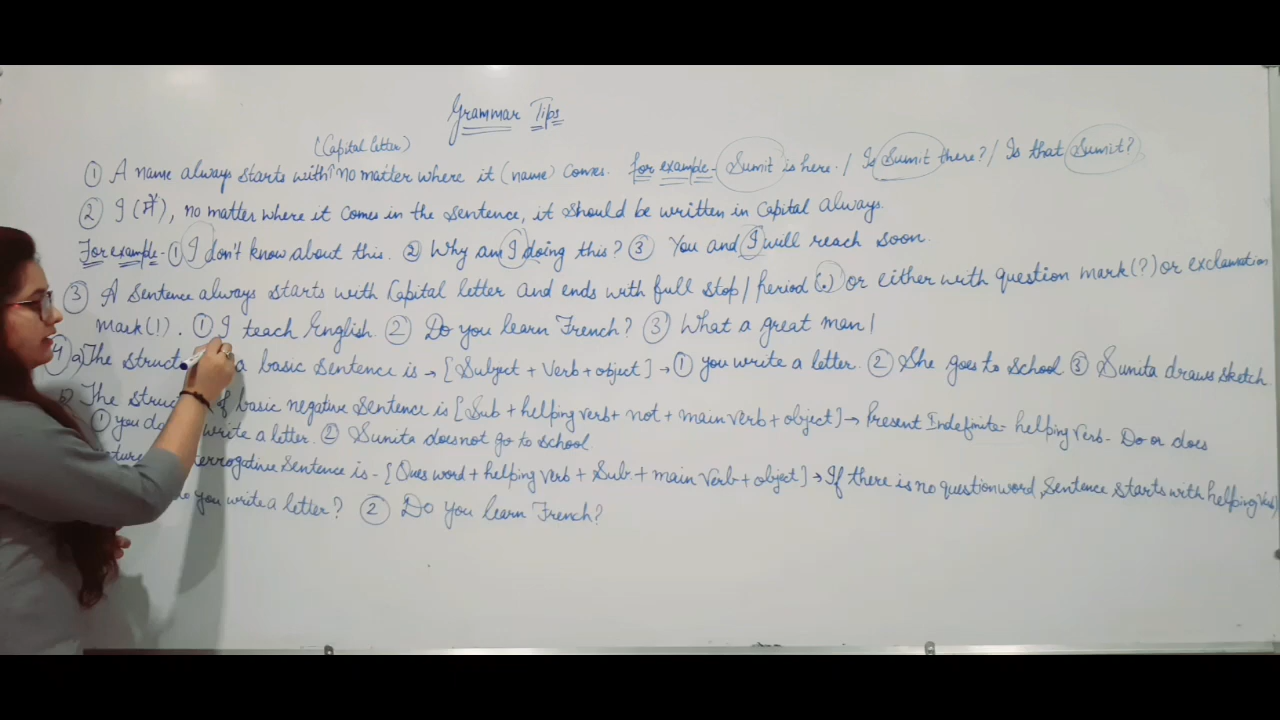 Grammar Tips
(Capital letter)
① A name always starts with ↑ no matter where it (name) comes. For example - Sumit is here. / Is Sumit there? / Is that Sumit?
② I (मैं), no matter where it comes in the sentence, it should be written in capital always.
For example - ① I don't know about this. ② Why am I doing this? ③ You and I will reach soon.
③ A Sentence always starts with Capital letter and ends with full stop / Period (.) or either with question mark (?) or exclamation
mark (!). ① I teach English. ② Do you learn French? ③ What a great man !
④ a) The struct a basic sentence is → [Subject + Verb + object] → ① you write a letter. ② She goes to school ③ Sunita draws sketch.
b) The struct of basic negative sentence is [Sub + helping verb + not + main verb + object] → Present Indefinite - helping verb - Do or does
① you do write a letter. ② Sunita does not go to school
Sentence is - [Ques word + helping verb + Sub. + main verb + object] → If there is no question word, sentence starts with helping verb
you write a letter? ② Do you learn French?